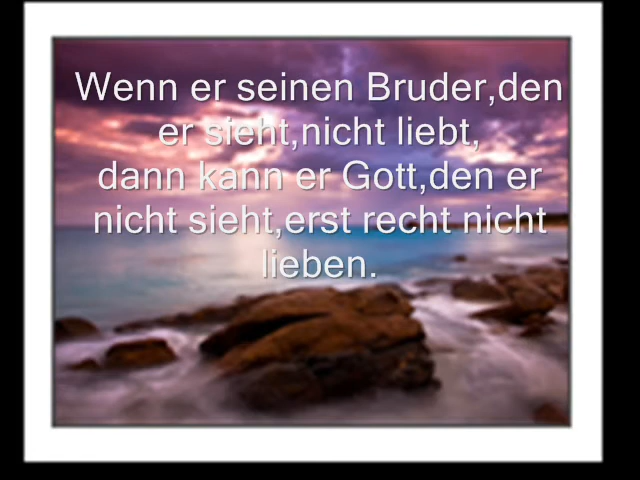 Wenn er seinen Bruder,den
er sieht,nicht liebt,
dann kann er Gott,den er
nicht sieht,erst recht nicht
lieben.